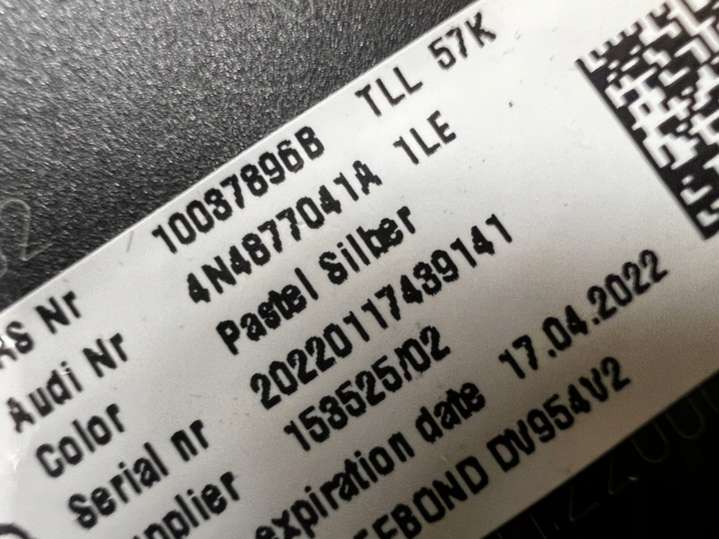 RS Nr 10037896B TLL 57K
Audi Nr 4N4877041A 1LE
Color Pastel Silber
Serial nr 20220117439141
pplier 153525/02
expiration date 17.04.2022
EBOND DV954V2